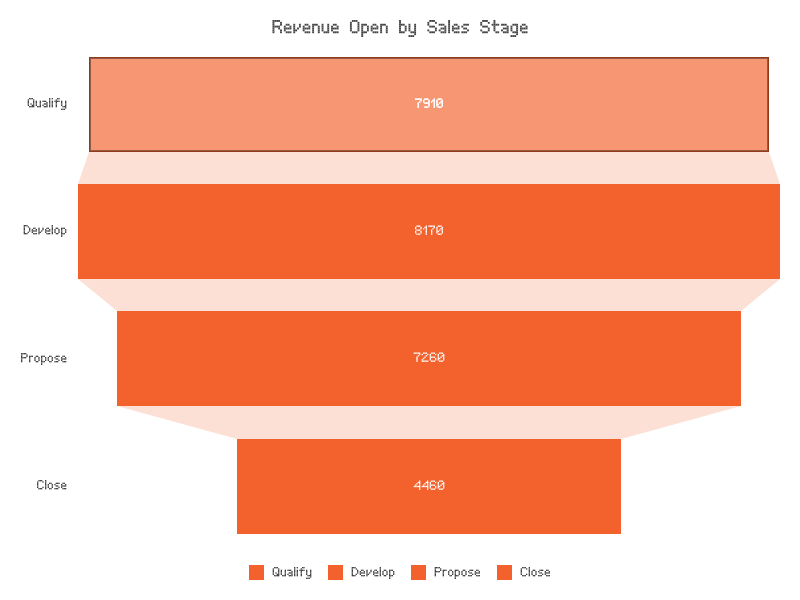 Revenue Open by Sales Stage
Qualify
7910
Develop
8170
Propose
7260
Close
4460
Qualify Develop Propose Close